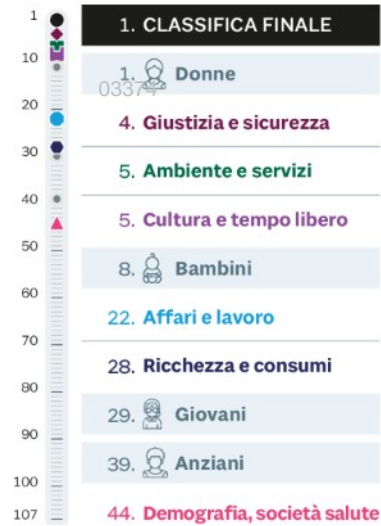 1. CLASSIFICA FINALE
1. Donne
03374
4. Giustizia e sicurezza
5. Ambiente e servizi
5. Cultura e tempo libero
8. Bambini
22. Affari e lavoro
28. Ricchezza e consumi
29. Giovani
39. Anziani
44. Demografia, società salute
1
10
20
30
40
50
60
70
80
90
100
107